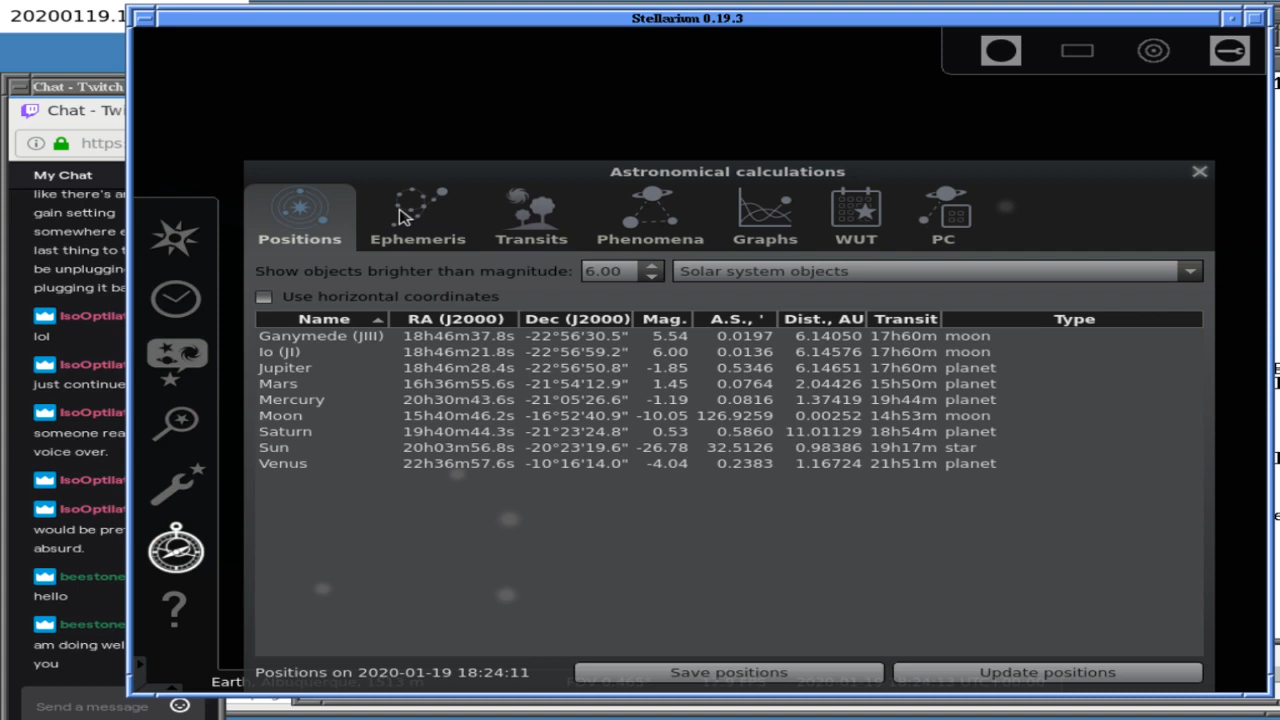 20200119.1
Stellarium 0.19.3
Chat - Twitch
Chat - Twi
https
My Chat
like there's a
gain setting
somewhere
last thing to
be unpluggin
plugging it ba
IsoOptila
lol
IsoOptila
just continue
IsoOptila
someone rea
voice over.
IsoOptila
IsoOptila
would be pre
absurd.
beestone
hello
beestone
am doing wel
you
Send a message
Astronomical calculations
Positions Ephemeris Transits Phenomena Graphs WUT PC
Show objects brighter than magnitude: 6.00 Solar system objects
Use horizontal coordinates
Name RA (J2000) Dec (J2000) Mag. A.S., ' Dist., AU Transit Type
Ganymede (JIII) 18h46m37.8s -22°56'30.5" 5.54 0.0197 6.14050 17h60m moon
Io (JI) 18h46m21.8s -22°56'59.2" 6.00 0.0136 6.14576 17h60m moon
Jupiter 18h46m28.4s -22°56'50.8" -1.85 0.5346 6.14651 17h60m planet
Mars 16h36m55.6s -21°54'12.9" 1.45 0.0764 2.04426 15h50m planet
Mercury 20h30m43.6s -21°05'26.6" -1.19 0.0816 1.37419 19h44m planet
Moon 15h40m46.2s -16°52'40.9" -10.05 126.9259 0.00252 14h53m moon
Saturn 19h40m44.3s -21°23'24.8" 0.53 0.5860 11.01129 18h54m planet
Sun 20h03m56.8s -20°23'19.6" -26.78 32.5126 0.98386 19h17m star
Venus 22h36m57.6s -10°16'14.0" -4.04 0.2383 1.16724 21h51m planet
Positions on 2020-01-19 18:24:11 Save positions Update positions
Earth, Albuquerque, 1513 m